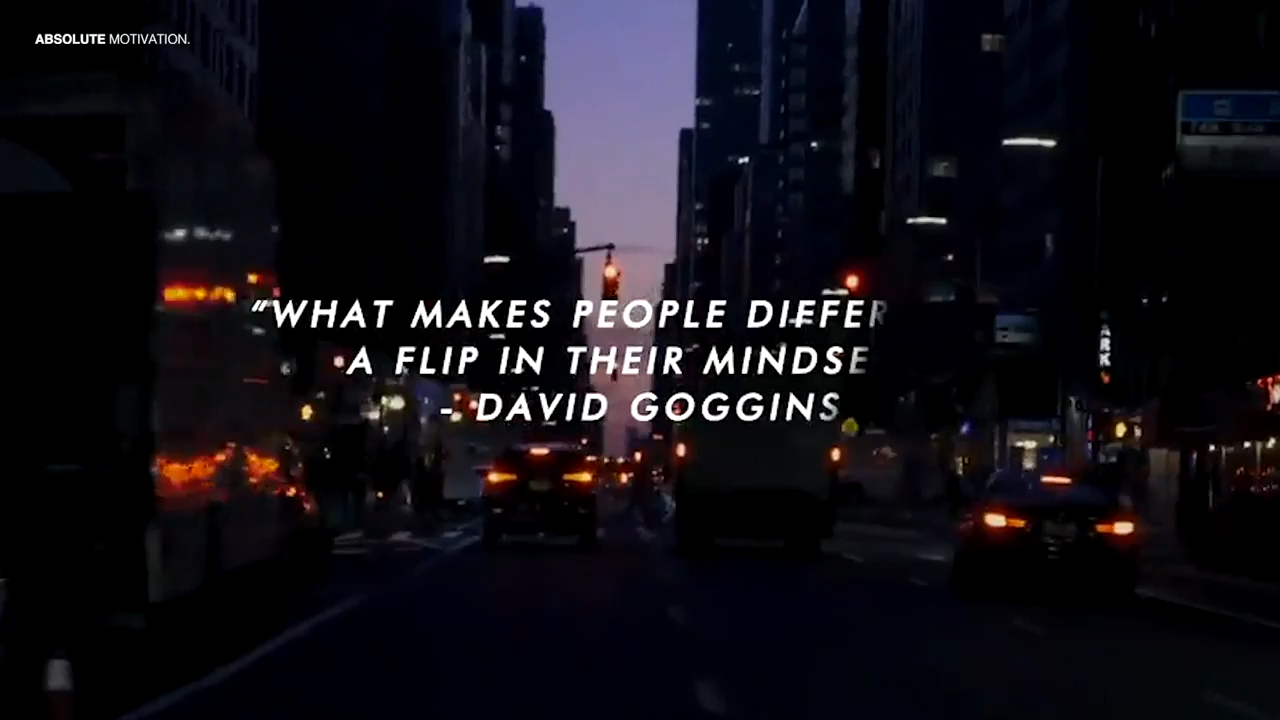 ABSOLUTE MOTIVATION.
“WHAT MAKES PEOPLE DIFFER
A FLIP IN THEIR MINDSE
- DAVID GOGGINS